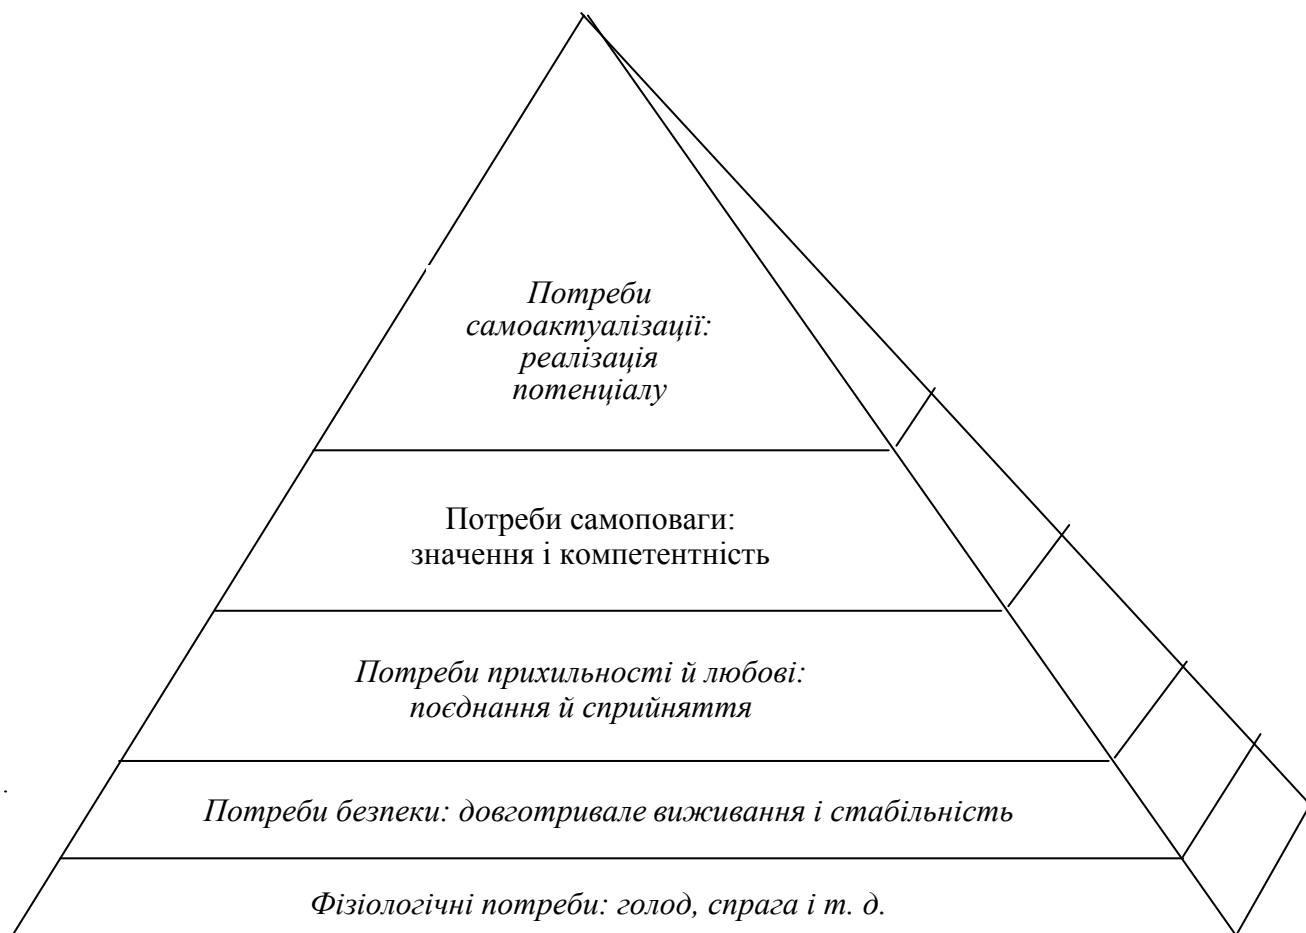 Потреби
самоактуалізації:
реалізація
потенціалу
Потреби самоповаги:
значення і компетентність
Потреби прихильності й любові:
поєднання й сприйняття
Потреби безпеки: довготривале виживання і стабільність
Фізіологічні потреби: голод, спрага і т. д.